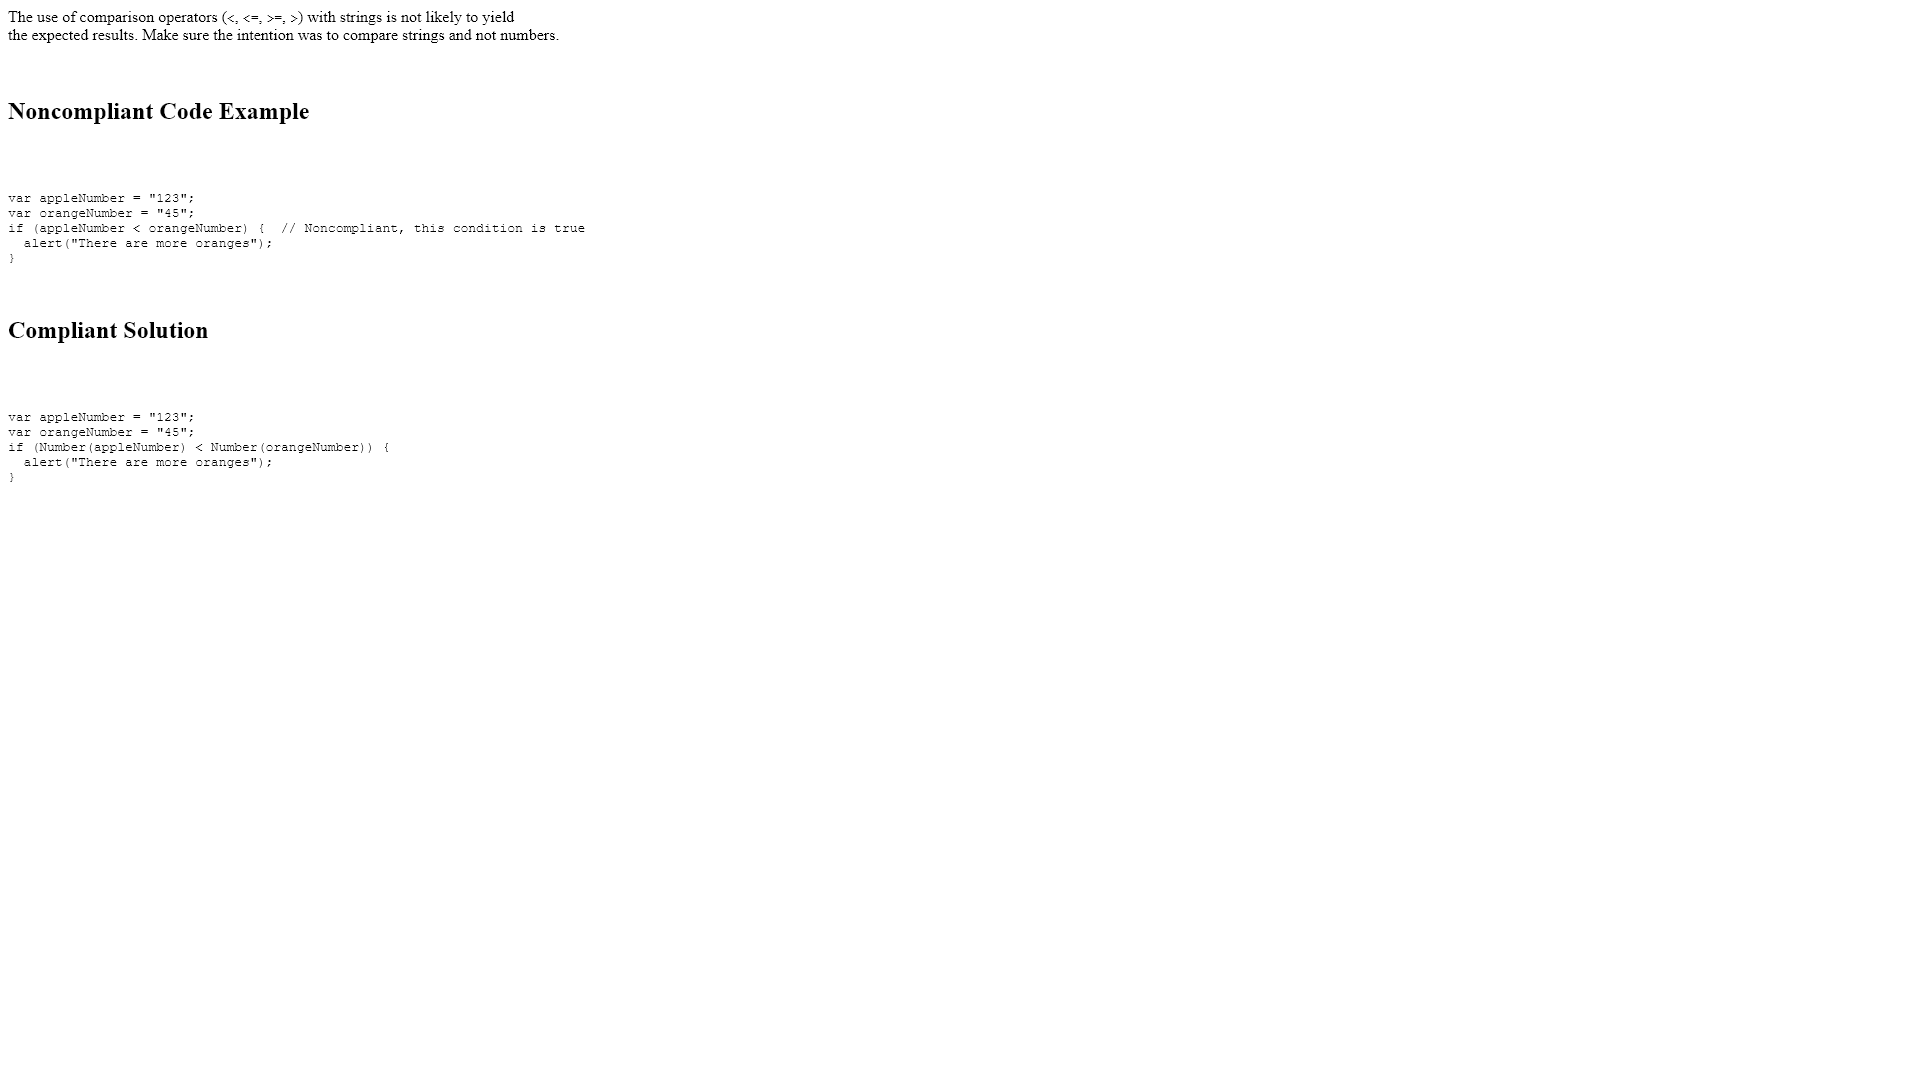 The use of comparison operators (<, <=, >=, >) with strings is not likely to yield
the expected results. Make sure the intention was to compare strings and not numbers.
Noncompliant Code Example
var appleNumber = "123";
var orangeNumber = "45";
if (appleNumber < orangeNumber) {  // Noncompliant, this condition is true
  alert("There are more oranges");
}
Compliant Solution
var appleNumber = "123";
var orangeNumber = "45";
if (Number(appleNumber) < Number(orangeNumber)) {
  alert("There are more oranges");
}